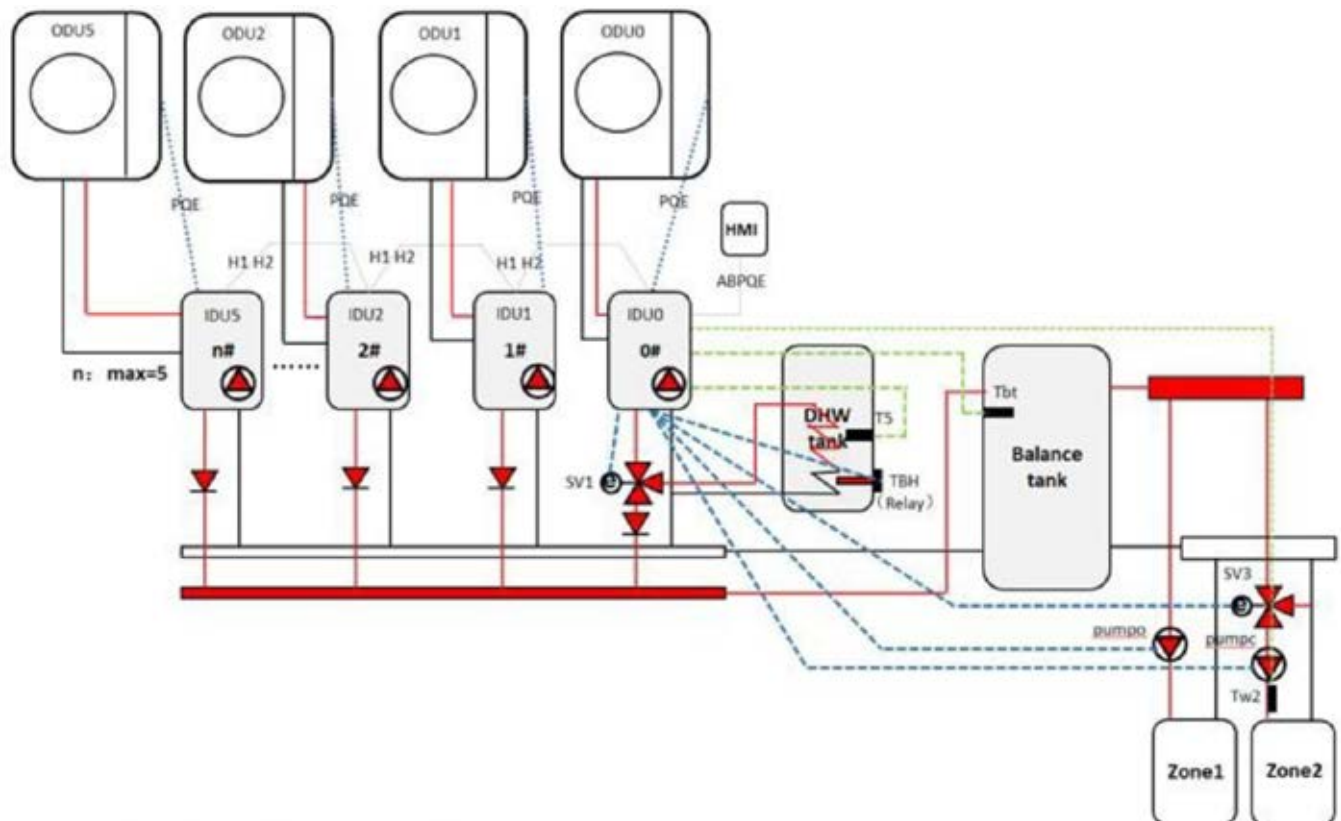 ODU5
ODU2
ODU1
ODU0
PQE
PQE
PQE
PQE
HMI
H1 H2
H1 H2
H1 H2
ABPQE
IDU5
IDU2
IDU1
IDU0
n#
2#
1#
0#
n: max=5
......
DHW
tank
T5
Tbt
Balance
tank
SV1
TBH
(Relay)
SV3
pumpo
pumpc
Tw2
Zone1
Zone2